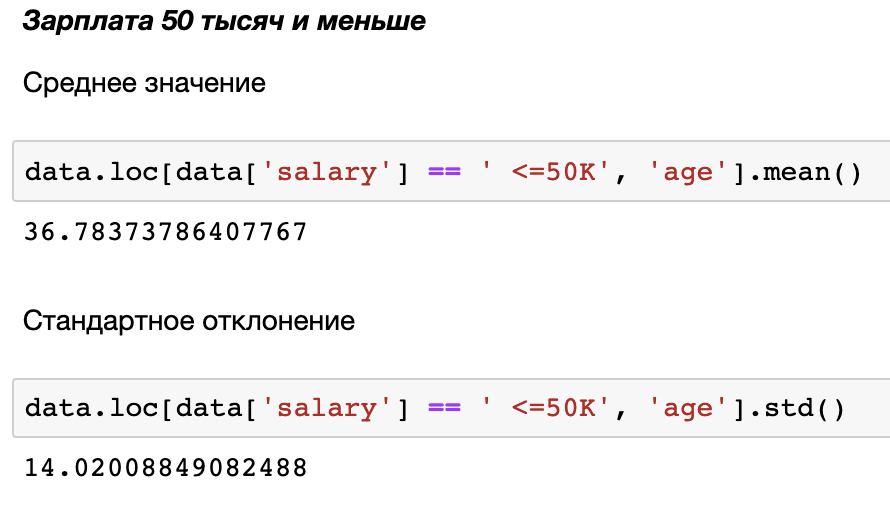 Зарплата 50 тысяч и меньше
Среднее значение
data.loc[data['salary'] == ' <=50K', 'age'].mean()
36.78373786407767
Стандартное отклонение
data.loc[data['salary'] == ' <=50K', 'age'].std()
14.02008849082488